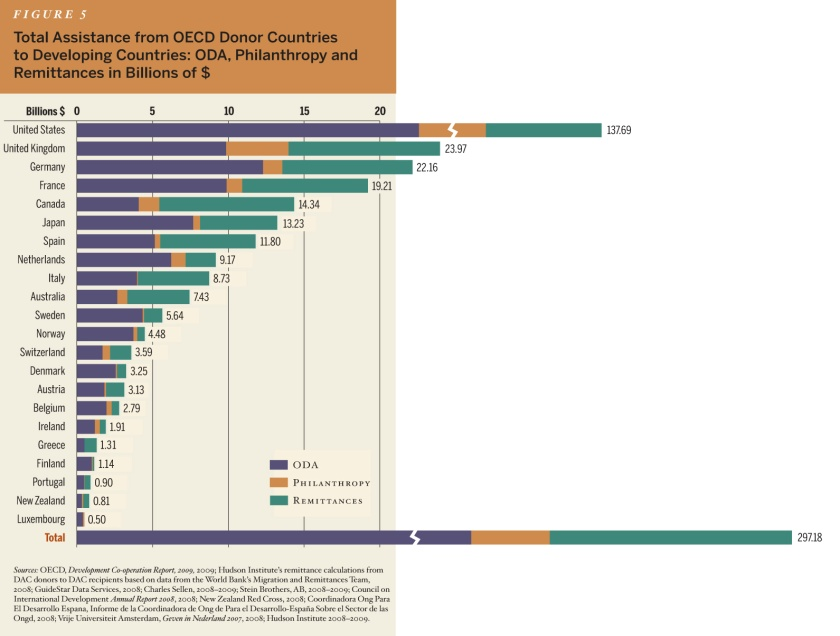 FIGURE 5
Total Assistance from OECD Donor Countries
to Developing Countries: ODA, Philanthropy and
Remittances in Billions of $
Billions $ 0 5 10 15 20
United States 137.69
United Kingdom 23.97
Germany 22.16
France 19.21
Canada 14.34
Japan 13.23
Spain 11.80
Netherlands 9.17
Italy 8.73
Australia 7.43
Sweden 5.64
Norway 4.48
Switzerland 3.59
Denmark 3.25
Austria 3.13
Belgium 2.79
Ireland 1.91
Greece 1.31
Finland 1.14
Portugal 0.90
New Zealand 0.81
Luxembourg 0.50
Total 297.18
ODA
Philanthropy
Remittances
Sources: OECD, Development Co-operation Report, 2009, 2009; Hudson Institute's remittance calculations from
DAC donors to DAC recipients based on data from the World Bank's Migration and Remittances Team,
2008; GuideStar Data Services, 2008; Charles Sellen, 2008–2009; Stein Brothers, AB, 2008–2009; Council on
International Development Annual Report 2008, 2008; New Zealand Red Cross, 2008; Coordinadora Ong Para
El Desarrollo Espana, Informe de la Coordinadora de Ong de Para el Desarrollo-España Sobre el Sector de las
Ongd, 2008; Vrije Universiteit Amsterdam, Geven in Nederland 2007, 2008; Hudson Institute 2008–2009.